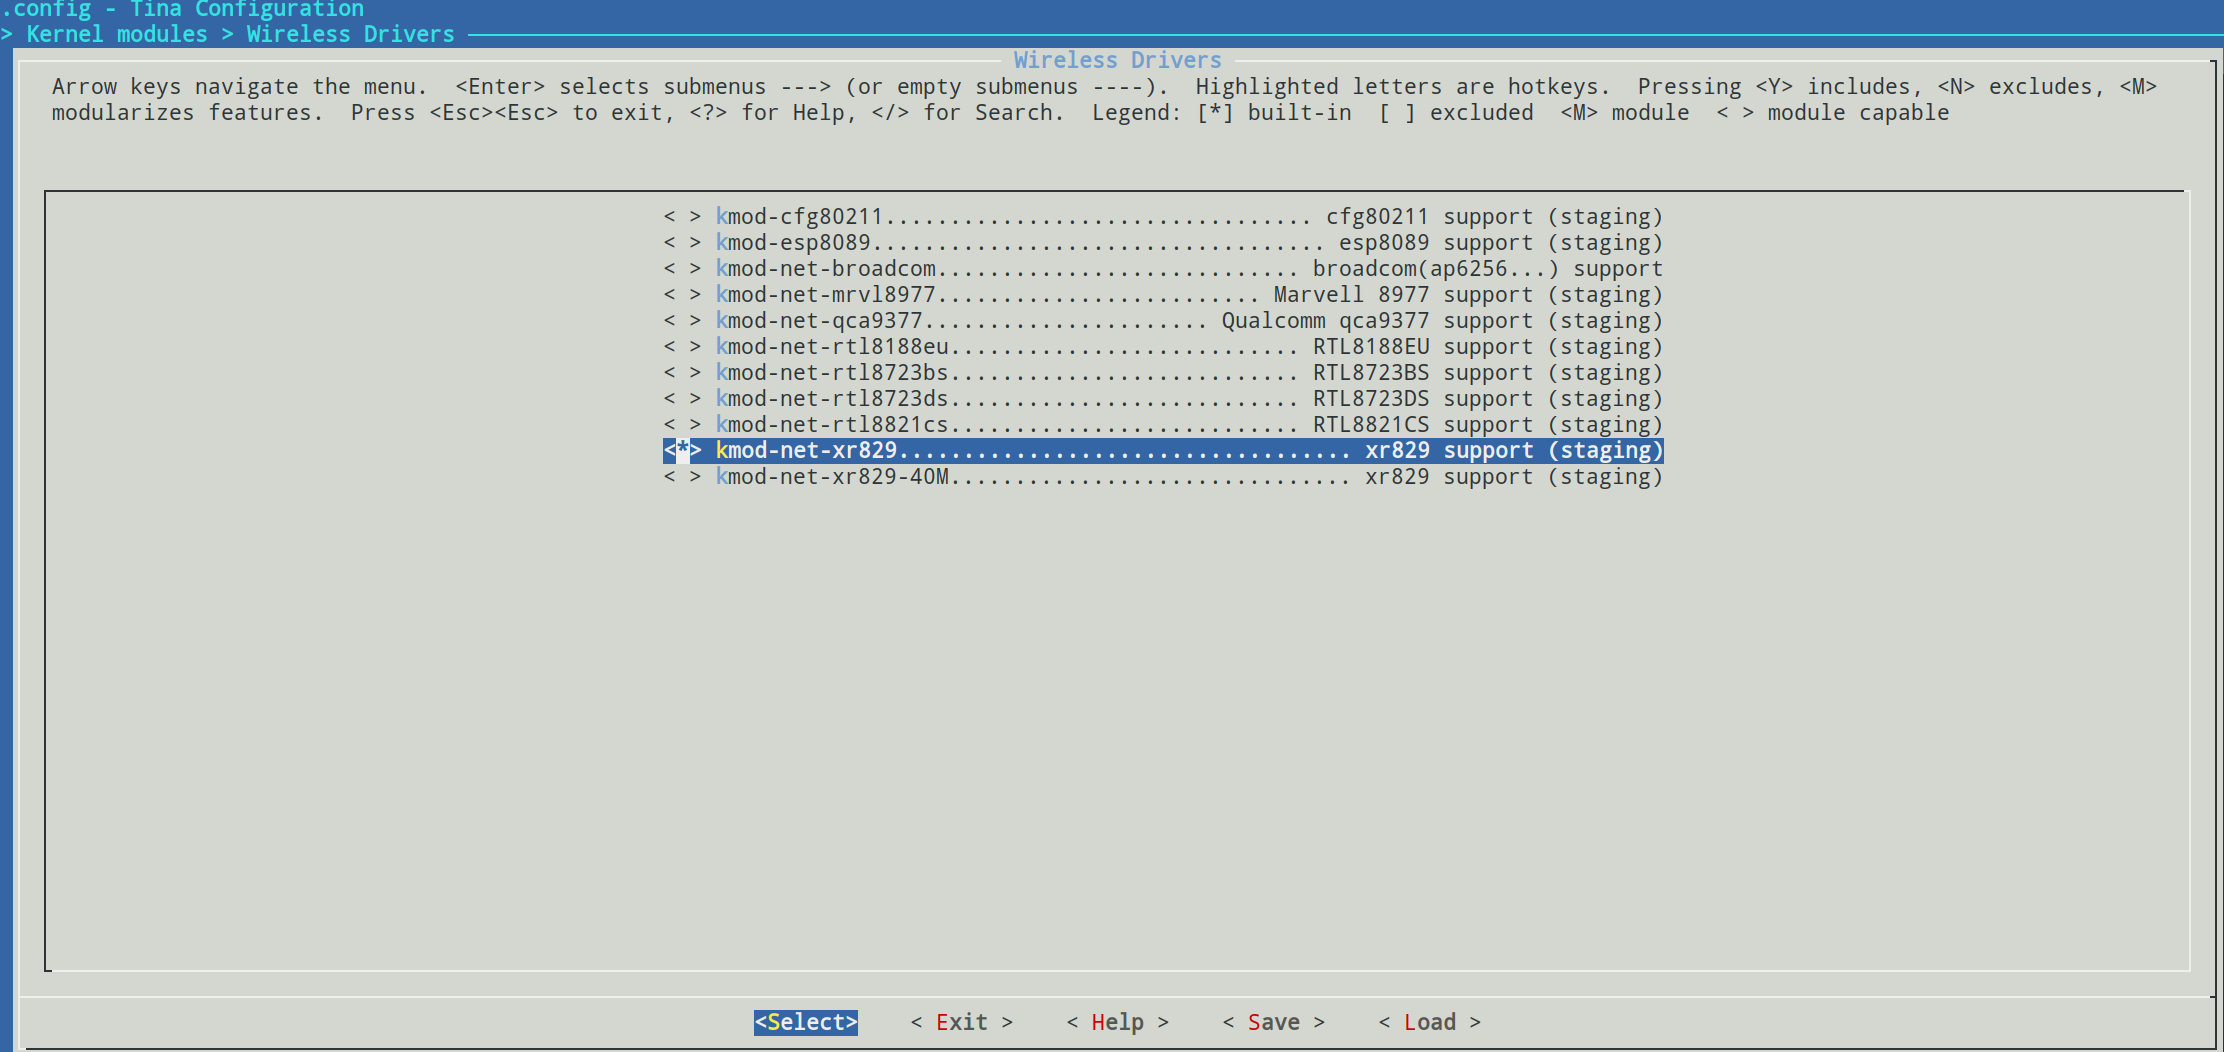 .config - Tina Configuration
> Kernel modules > Wireless Drivers
Wireless Drivers
Arrow keys navigate the menu.  <Enter> selects submenus ---> (or empty submenus ----).  Highlighted letters are hotkeys.  Pressing <Y> includes, <N> excludes, <M>
modularizes features.  Press <Esc><Esc> to exit, <?> for Help, </> for Search.  Legend: [*] built-in  [ ] excluded  <M> module  < > module capable
< > kmod-cfg80211................................. cfg80211 support (staging)
< > kmod-esp8089................................... esp8089 support (staging)
< > kmod-net-broadcom............................ broadcom(ap6256...) support
< > kmod-net-mrvl8977......................... Marvell 8977 support (staging)
< > kmod-net-qca9377...................... Qualcomm qca9377 support (staging)
< > kmod-net-rtl8188eu........................... RTL8188EU support (staging)
< > kmod-net-rtl8723bs........................... RTL8723BS support (staging)
< > kmod-net-rtl8723ds........................... RTL8723DS support (staging)
< > kmod-net-rtl8821cs........................... RTL8821CS support (staging)
<*> kmod-net-xr829................................... xr829 support (staging)
< > kmod-net-xr829-40M............................... xr829 support (staging)
<Select>    < Exit >    < Help >    < Save >    < Load >